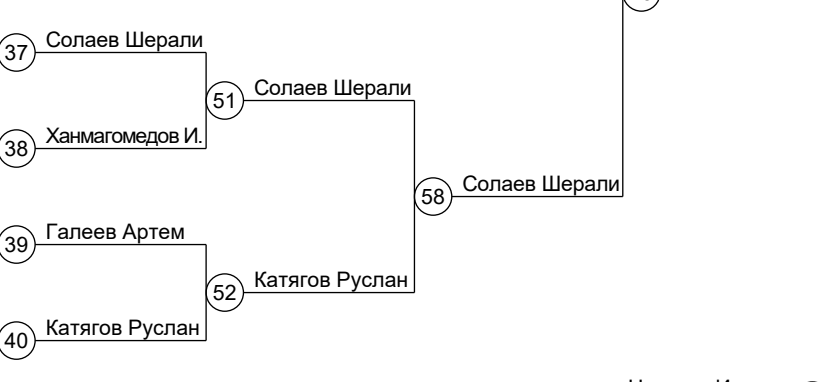 37 Солаев Шерали
51 Солаев Шерали
38 Ханмагомедов И.
58 Солаев Шерали
39 Галеев Артем
52 Катягов Руслан
40 Катягов Руслан